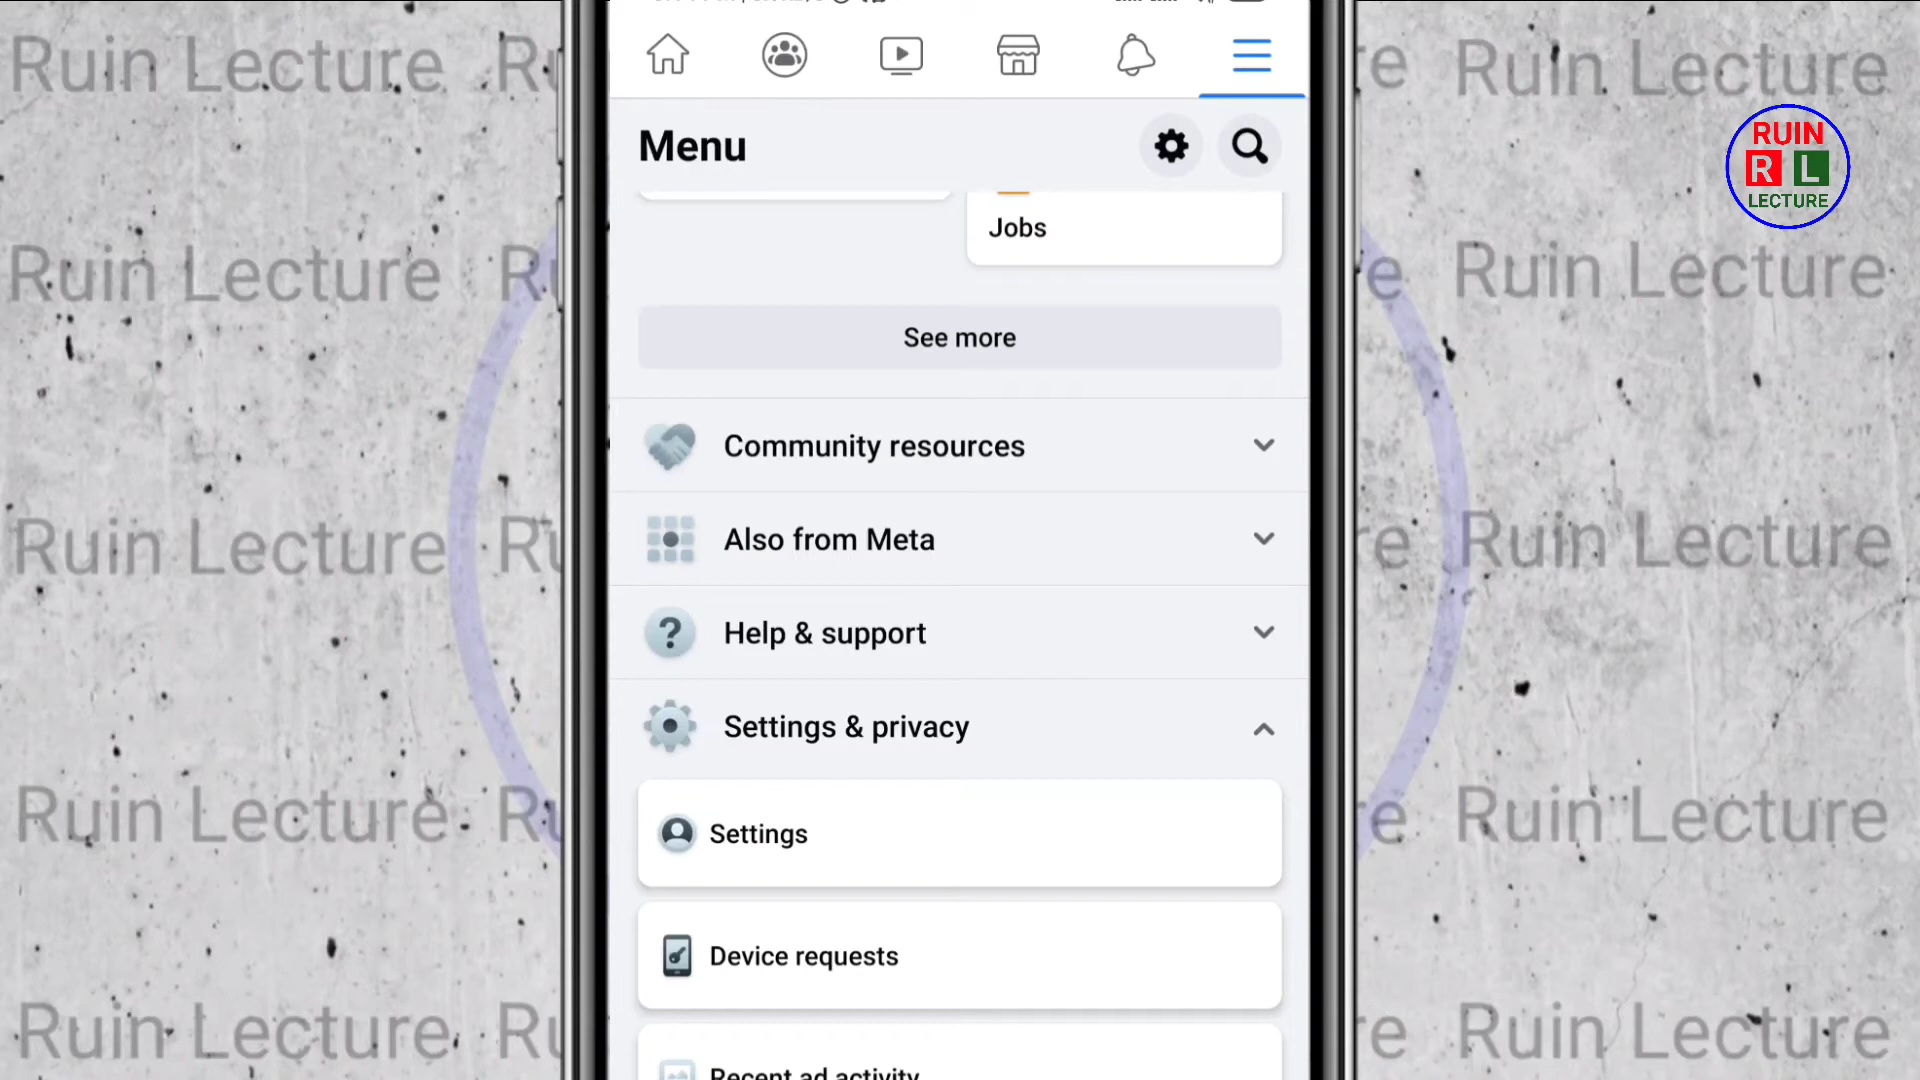 Menu
Jobs
See more
Community resources
Also from Meta
Help & support
Settings & privacy
Settings
Device requests
Recent ad activity
RUIN
R L
LECTURE
Ruin Lecture
Ruin Lecture
Ruin Lecture
Ruin Lecture
Ruin Lecture
Ruin Lecture
Ruin Lecture
Ruin Lecture
Ruin Lecture
Ruin Lecture